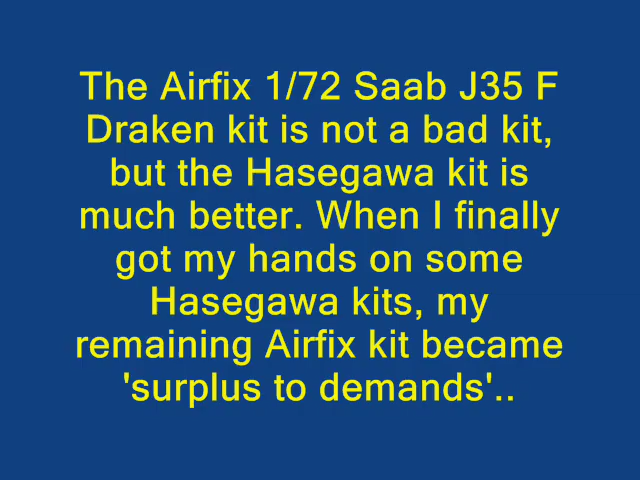 The Airfix 1/72 Saab J35 F
Draken kit is not a bad kit,
but the Hasegawa kit is
much better. When I finally
got my hands on some
Hasegawa kits, my
remaining Airfix kit became
'surplus to demands'..